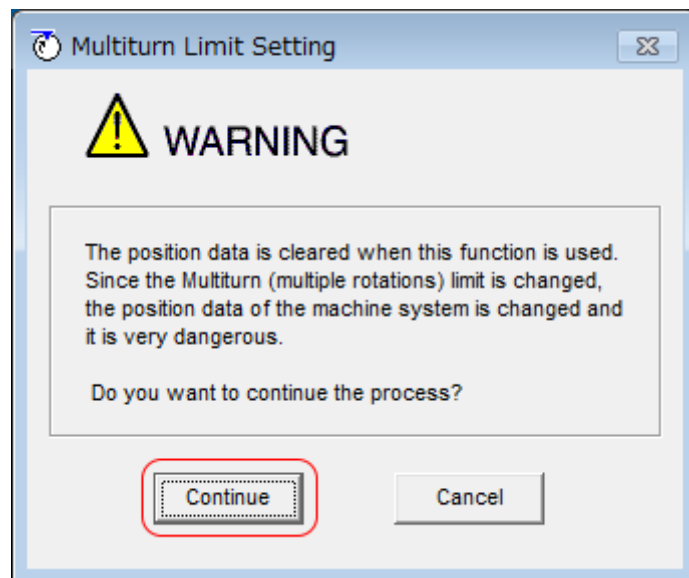 Multiturn Limit Setting
WARNING
The position data is cleared when this function is used.
Since the Multiturn (multiple rotations) limit is changed,
the position data of the machine system is changed and
it is very dangerous.
Do you want to continue the process?
Continue
Cancel